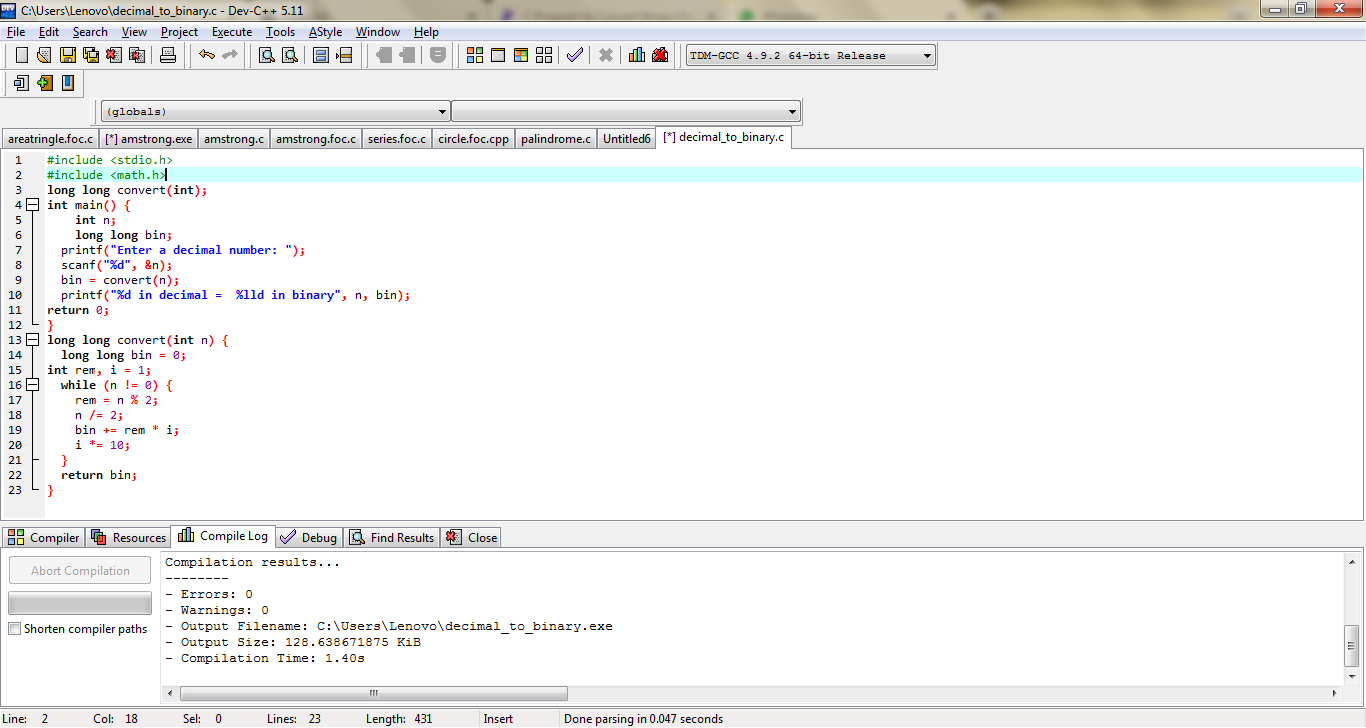 C:\Users\Lenovo\decimal_to_binary.c - Dev-C++ 5.11
File Edit Search View Project Execute Tools AStyle Window Help
TDM-GCC 4.9.2 64-bit Release
(globals)
areatringle.foc.c [*] amstrong.exe amstrong.c amstrong.foc.c series.foc.c circle.foc.cpp palindrome.c Untitled6 [*] decimal_to_binary.c
1 #include <stdio.h>
2 #include <math.h>
3 long long convert(int);
4 int main() {
5 int n;
6 long long bin;
7 printf("Enter a decimal number: ");
8 scanf("%d", &n);
9 bin = convert(n);
10 printf("%d in decimal =  %lld in binary", n, bin);
11 return 0;
12 }
13 long long convert(int n) {
14 long long bin = 0;
15 int rem, i = 1;
16 while (n != 0) {
17 rem = n % 2;
18 n /= 2;
19 bin += rem * i;
20 i *= 10;
21 }
22 return bin;
23 }
Compiler Resources Compile Log Debug Find Results Close
Abort Compilation
Shorten compiler paths
Compilation results...
--------
- Errors: 0
- Warnings: 0
- Output Filename: C:\Users\Lenovo\decimal_to_binary.exe
- Output Size: 128.638671875 KiB
- Compilation Time: 1.40s
Line: 2 Col: 18 Sel: 0 Lines: 23 Length: 431 Insert Done parsing in 0.047 seconds